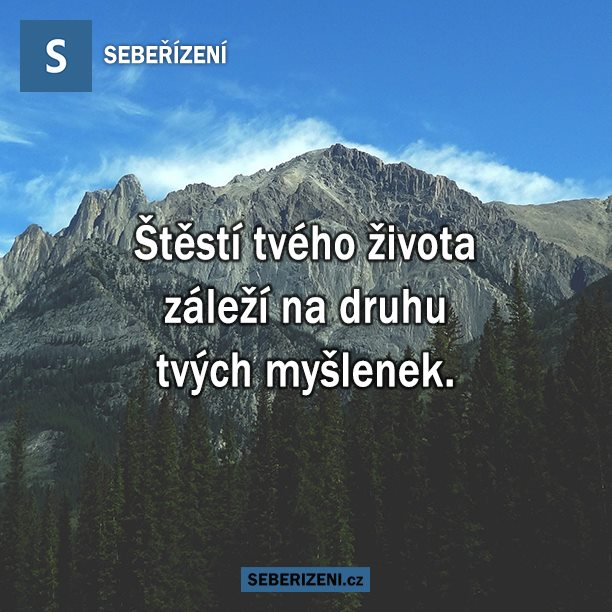 S
SEBEŘÍZENÍ
Štěstí tvého života
záleží na druhu
tvých myšlenek.
SEBERIZENI.cz